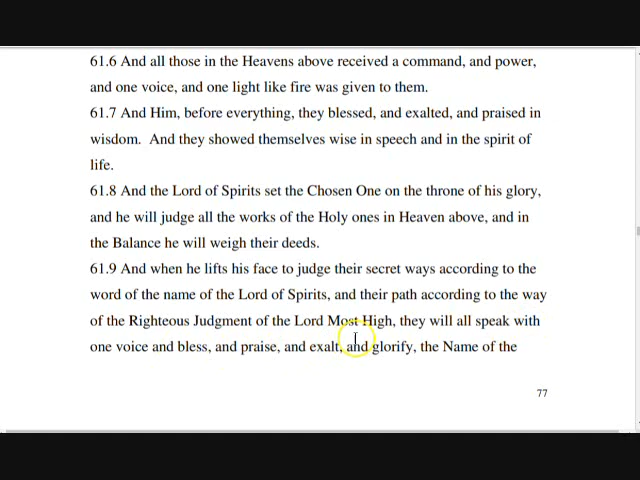 61.6 And all those in the Heavens above received a command, and power,
and one voice, and one light like fire was given to them.
61.7 And Him, before everything, they blessed, and exalted, and praised in
wisdom.  And they showed themselves wise in speech and in the spirit of
life.
61.8 And the Lord of Spirits set the Chosen One on the throne of his glory,
and he will judge all the works of the Holy ones in Heaven above, and in
the Balance he will weigh their deeds.
61.9 And when he lifts his face to judge their secret ways according to the
word of the name of the Lord of Spirits, and their path according to the way
of the Righteous Judgment of the Lord Most High, they will all speak with
one voice and bless, and praise, and exalt, and glorify, the Name of the
77